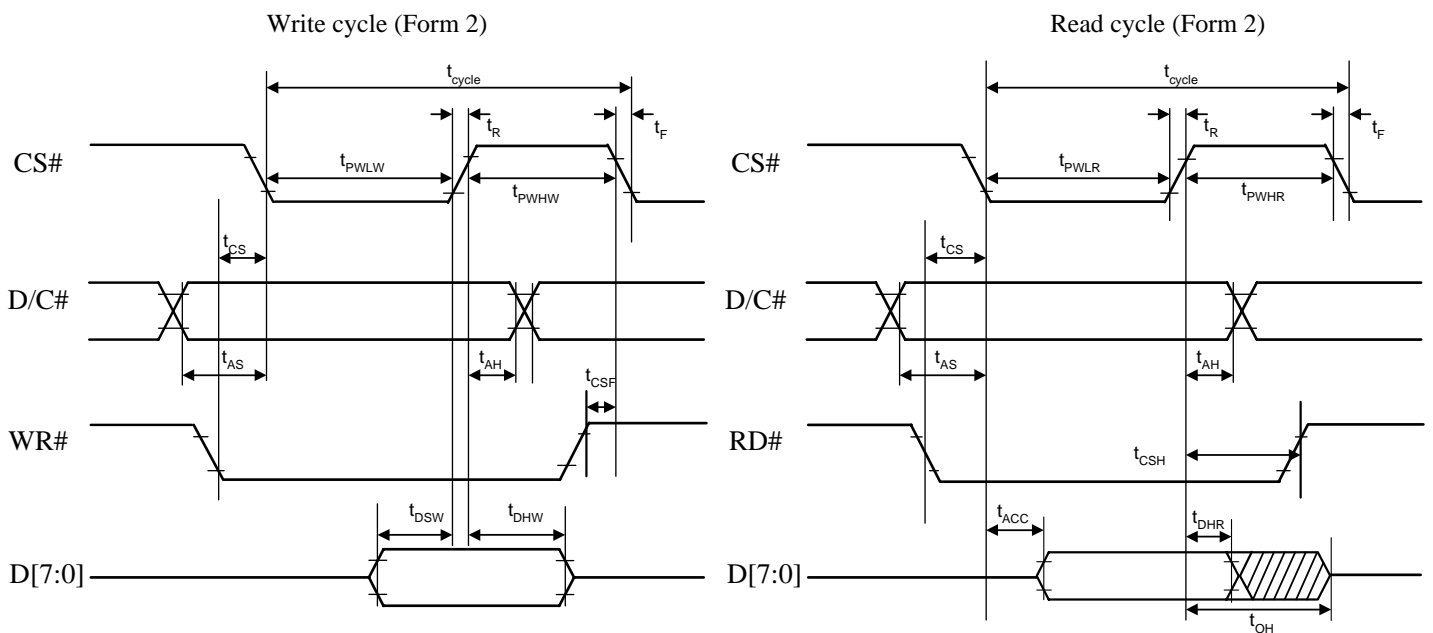 Write cycle (Form 2)
tcycle
tR
tF
CS#
tPWLW
tPWHW
tCS
D/C#
tAS
tAH
tCSF
WR#
tDSW
tDHW
D[7:0]
Read cycle (Form 2)
tcycle
tR
tF
CS#
tPWLR
tPWHR
tCS
D/C#
tAS
tAH
RD#
tCSH
tACC
tDHR
D[7:0]
tOH